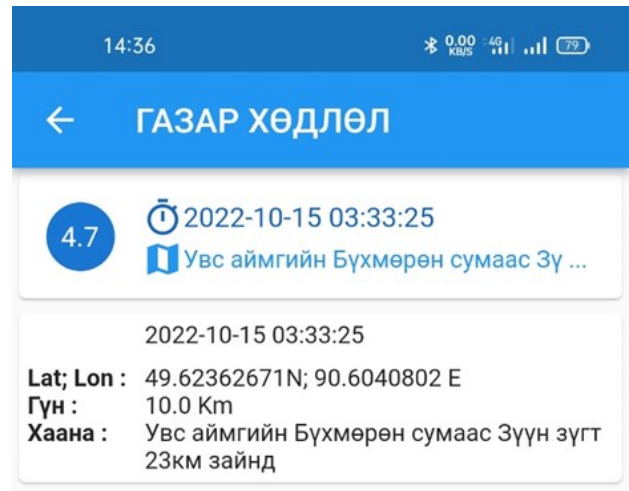 14:36
0.00 KB/S 4G 79
ГАЗАР ХӨДЛӨЛ
4.7
2022-10-15 03:33:25
Увс аймгийн Бүхмөрөн сумаас Зү ...
2022-10-15 03:33:25
Lat; Lon : 49.62362671N; 90.6040802 E
Гүн : 10.0 Km
Хаана : Увс аймгийн Бүхмөрөн сумаас Зүүн зүгт
23км зайнд